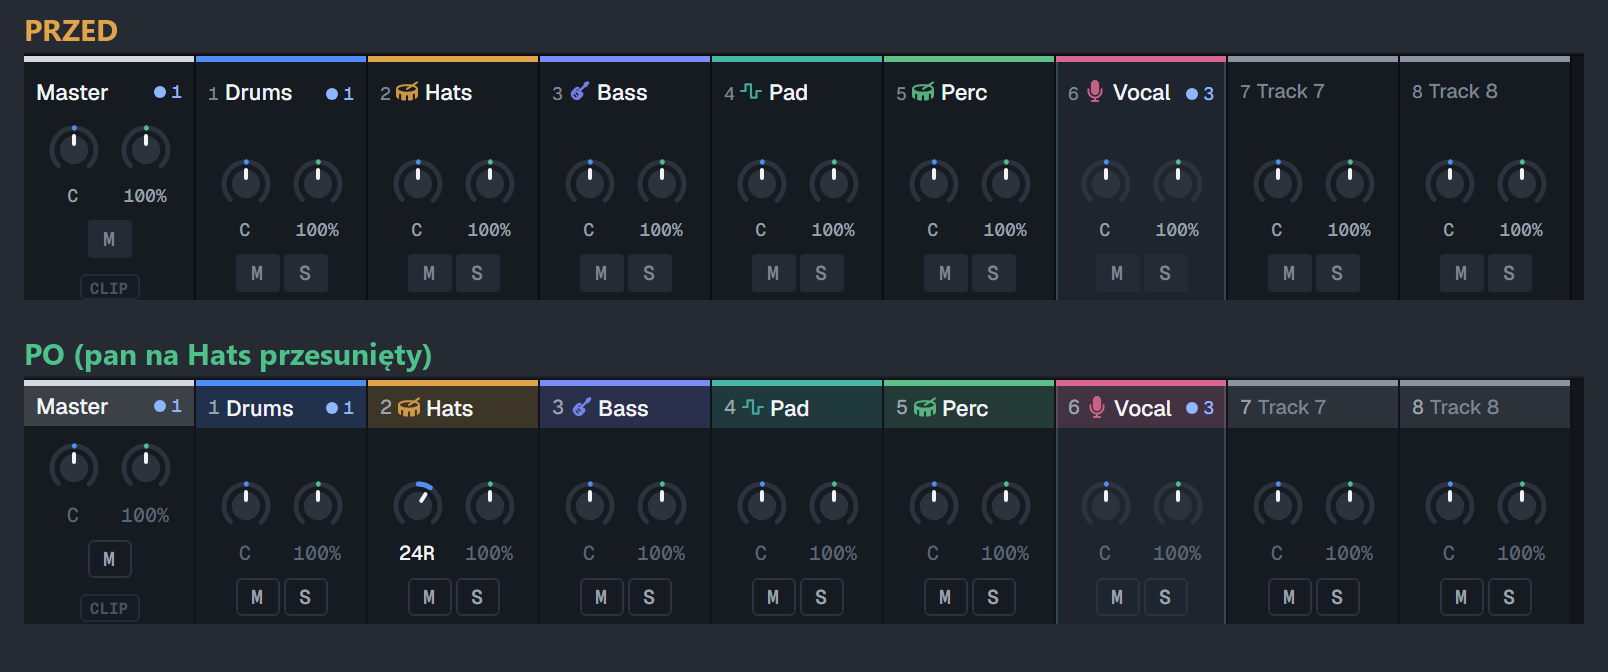 PRZED
Master 1 1 Drums 1 2 Hats 3 Bass 4 Pad 5 Perc 6 Vocal 3 7 Track 7 8 Track 8
C 100% C 100% C 100% C 100% C 100% C 100% C 100% C 100% C 100%
M M S M S M S M S M S M S M S M S
CLIP
PO (pan na Hats przesunięty)
Master 1 1 Drums 1 2 Hats 3 Bass 4 Pad 5 Perc 6 Vocal 3 7 Track 7 8 Track 8
C 100% C 100% 24R 100% C 100% C 100% C 100% C 100% C 100% C 100%
M M S M S M S M S M S M S M S M S
CLIP